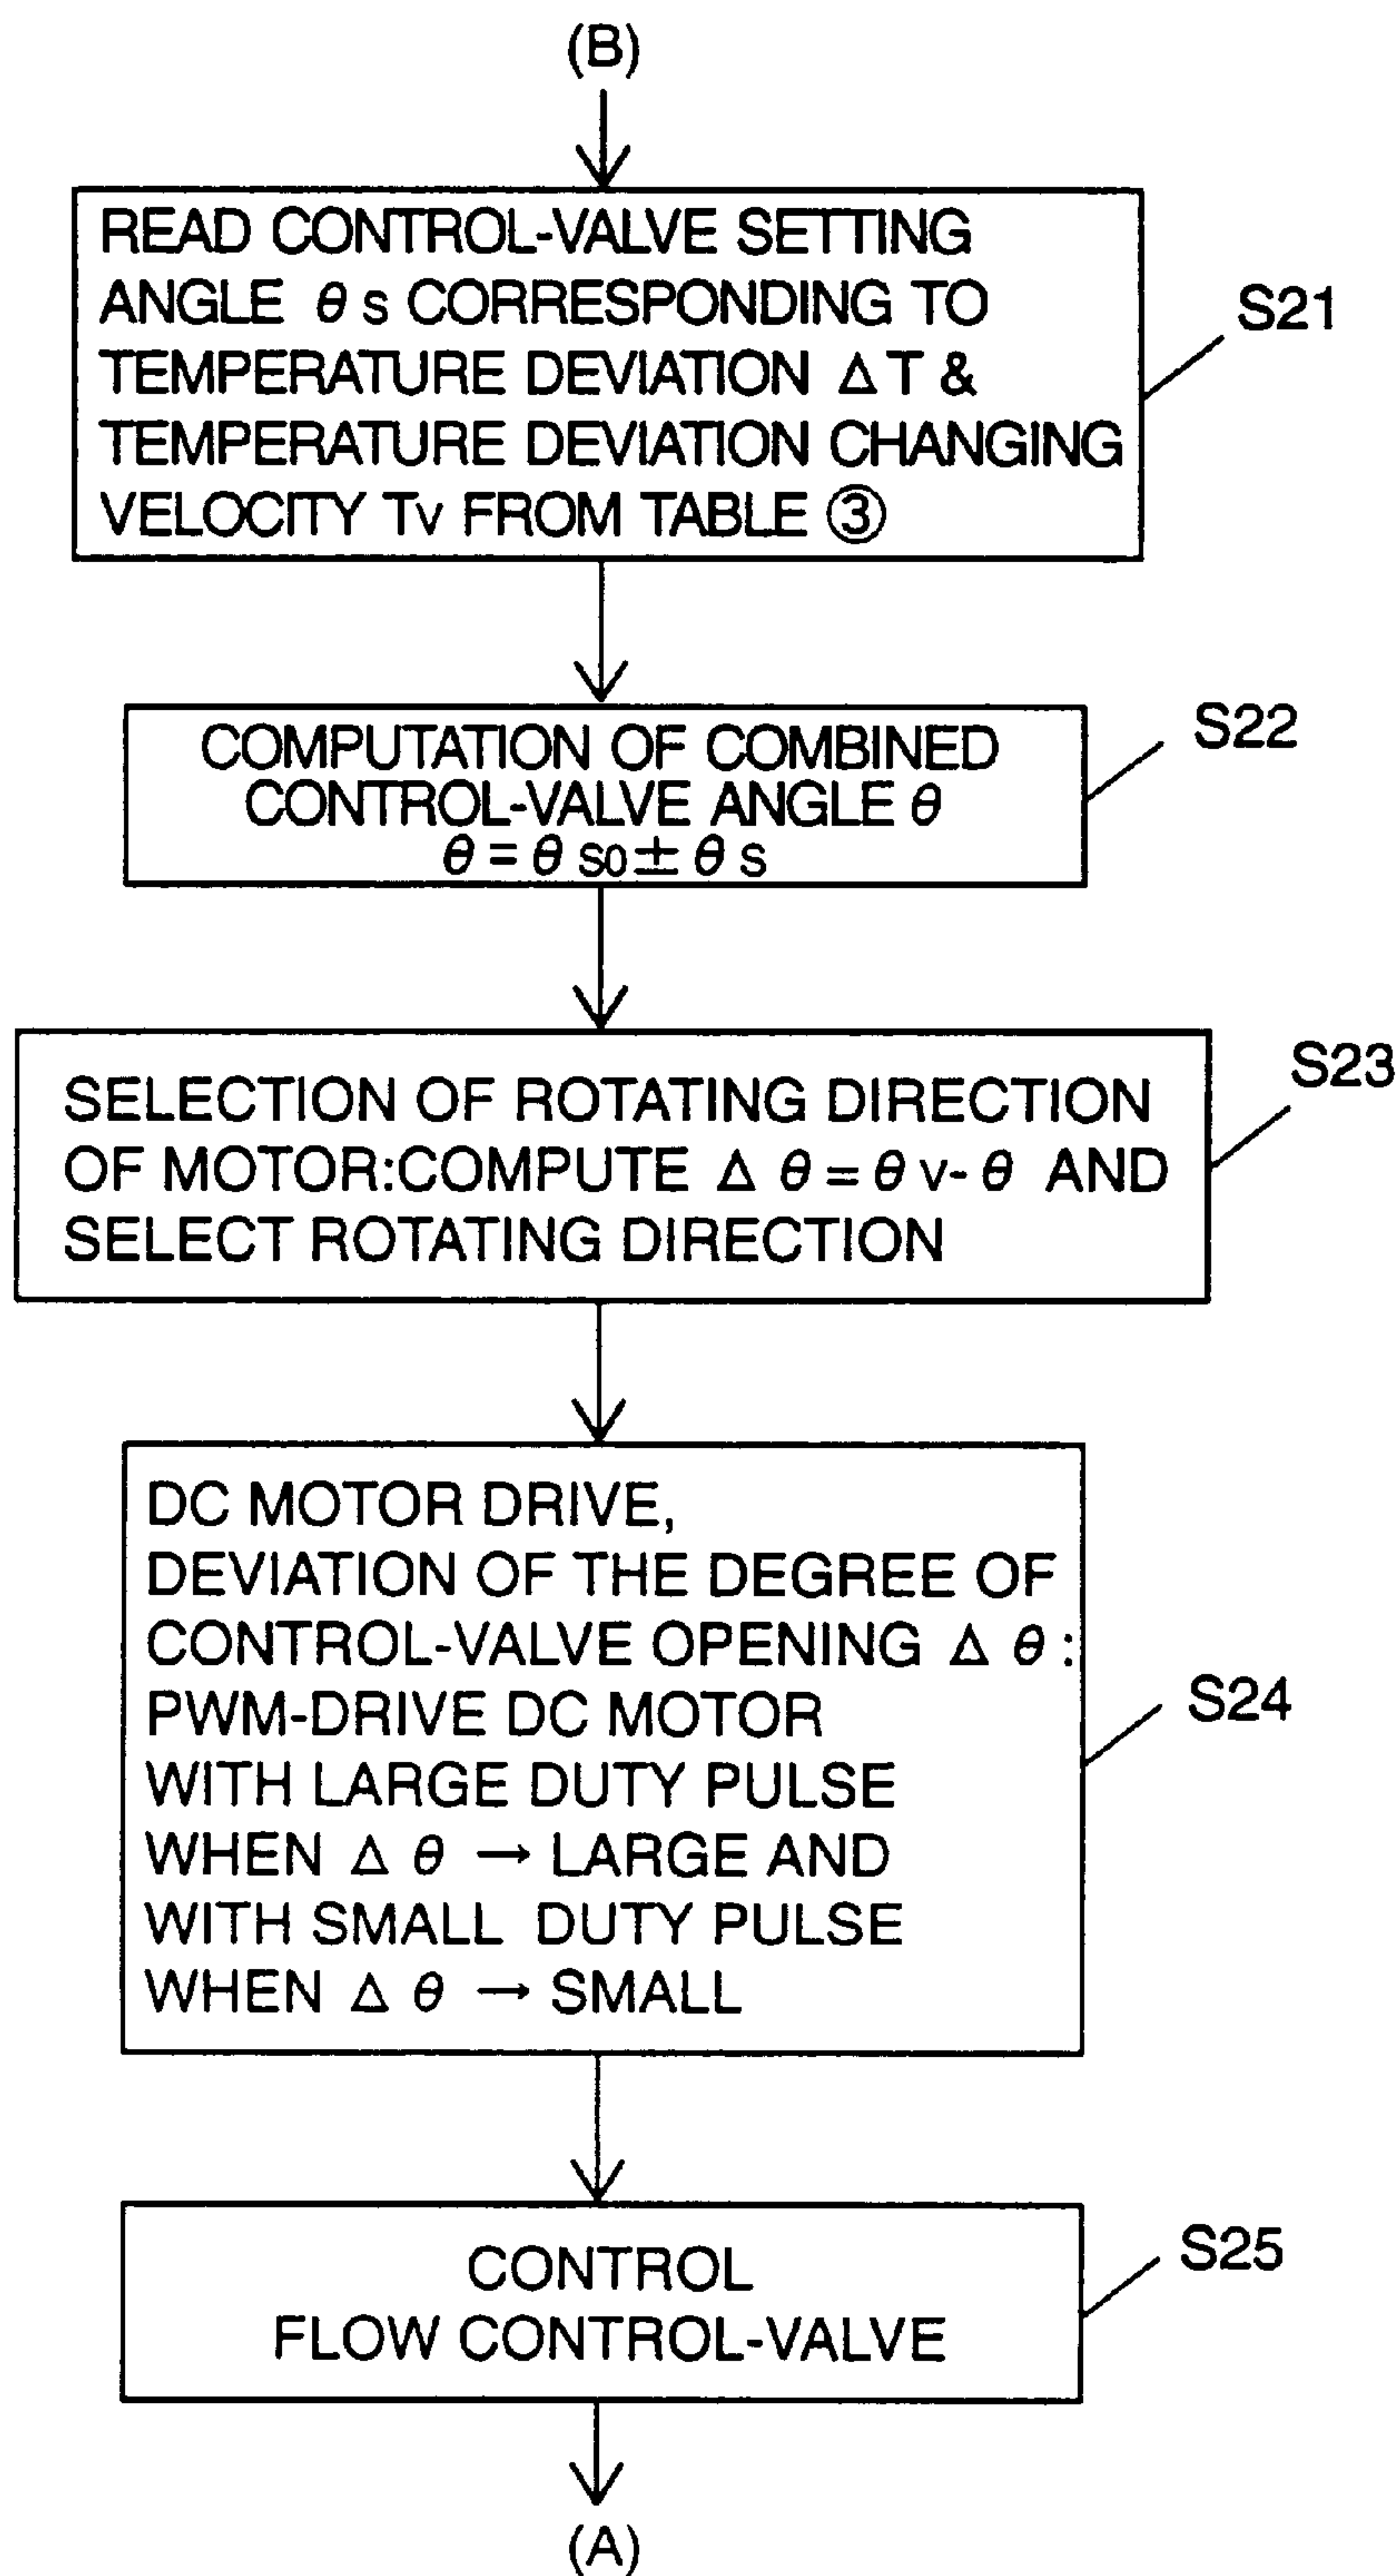 (B)
READ CONTROL-VALVE SETTING
ANGLE θs CORRESPONDING TO
TEMPERATURE DEVIATION ΔT &
TEMPERATURE DEVIATION CHANGING
VELOCITY Tv FROM TABLE ③
S21
COMPUTATION OF COMBINED
CONTROL-VALVE ANGLE θ
θ = θs0 ± θs
S22
SELECTION OF ROTATING DIRECTION
OF MOTOR:COMPUTE Δθ = θv-θ AND
SELECT ROTATING DIRECTION
S23
DC MOTOR DRIVE,
DEVIATION OF THE DEGREE OF
CONTROL-VALVE OPENING Δθ :
PWM-DRIVE DC MOTOR
WITH LARGE DUTY PULSE
WHEN Δθ → LARGE AND
WITH SMALL DUTY PULSE
WHEN Δθ → SMALL
S24
CONTROL
FLOW CONTROL-VALVE
S25
(A)